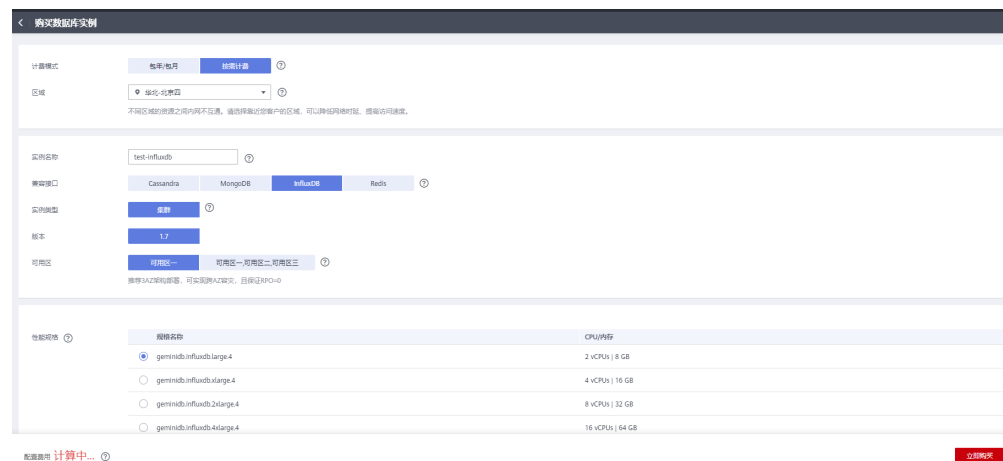 购买数据库实例
计费模式 包年/包月 按需计费
区域 华北-北京四
不同区域的资源之间内网不互通。请选择靠近您客户的区域，可以降低网络时延、提高访问速度。
实例名称 test-influxdb
兼容接口 Cassandra MongoDB InfluxDB Redis
实例类型 集群
版本 1.7
可用区 可用区一 可用区一,可用区二,可用区三
推荐3AZ架构部署，可实现跨AZ容灾，且保证RPO=0
性能规格 规格名称 CPU/内存
geminidb.influxdb.large.4 2 vCPUs | 8 GB
geminidb.influxdb.xlarge.4 4 vCPUs | 16 GB
geminidb.influxdb.2xlarge.4 8 vCPUs | 32 GB
geminidb.influxdb.4xlarge.4 16 vCPUs | 64 GB
配置费用 计算中... 立即购买